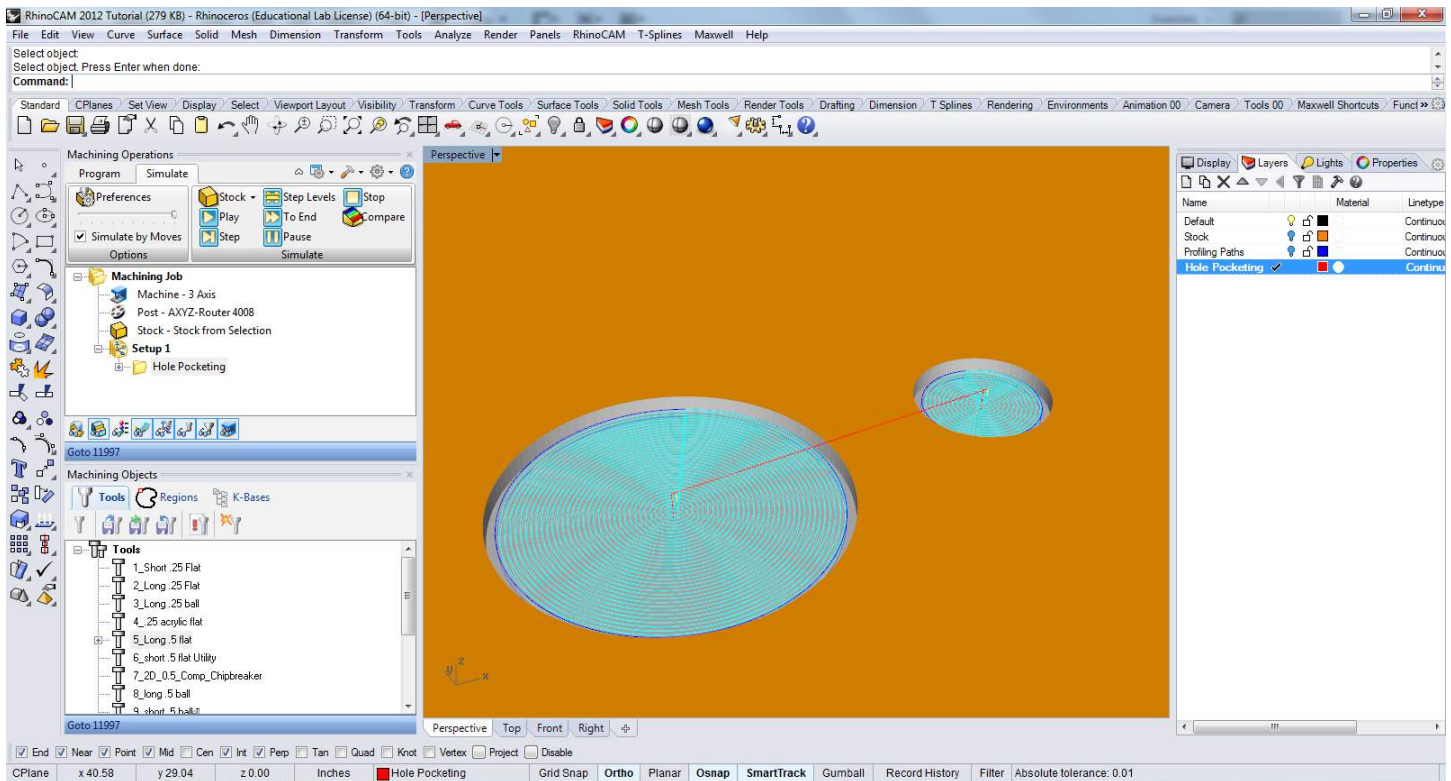 RhinoCAM 2012 Tutorial (279 KB) - Rhinoceros (Educational Lab License) (64-bit) - [Perspective]
File Edit View Curve Surface Solid Mesh Dimension Transform Tools Analyze Render Panels RhinoCAM T-Splines Maxwell Help
Select object:
Select object. Press Enter when done:
Command:
Standard CPlanes Set View Display Select Viewport Layout Visibility Transform Curve Tools Surface Tools Solid Tools Mesh Tools Render Tools Drafting Dimension T Splines Rendering Environments Animation 00 Camera Tools 00 Maxwell Shortcuts Funct »
Machining Operations
Program Simulate
Preferences
Simulate by Moves
Options
Stock Step Levels Stop
Play To End Compare
Step Pause
Simulate
Machining Job
Machine - 3 Axis
Post - AXYZ-Router 4008
Stock - Stock from Selection
Setup 1
Hole Pocketing
Goto 11997
Machining Objects
Tools Regions K-Bases
Tools
1_Short .25 Flat
2_Long .25 Flat
3_Long .25 ball
4_.25 acrylic flat
5_Long .5 flat
6_short .5 flat Utility
7_2D_0.5_Comp_Chipbreaker
8_long .5 ball
Goto 11997
Perspective
z
y
x
Perspective Top Front Right
Display Layers Lights Properties
Name Material Linetype
Default Continuou
Stock Continuou
Profiling Paths Continuou
Hole Pocketing Continu
End Near Point Mid Cen Int Perp Tan Quad Knot Vertex Project Disable
CPlane x 40.58 y 29.04 z 0.00 Inches Hole Pocketing Grid Snap Ortho Planar Osnap SmartTrack Gumball Record History Filter Absolute tolerance: 0.01